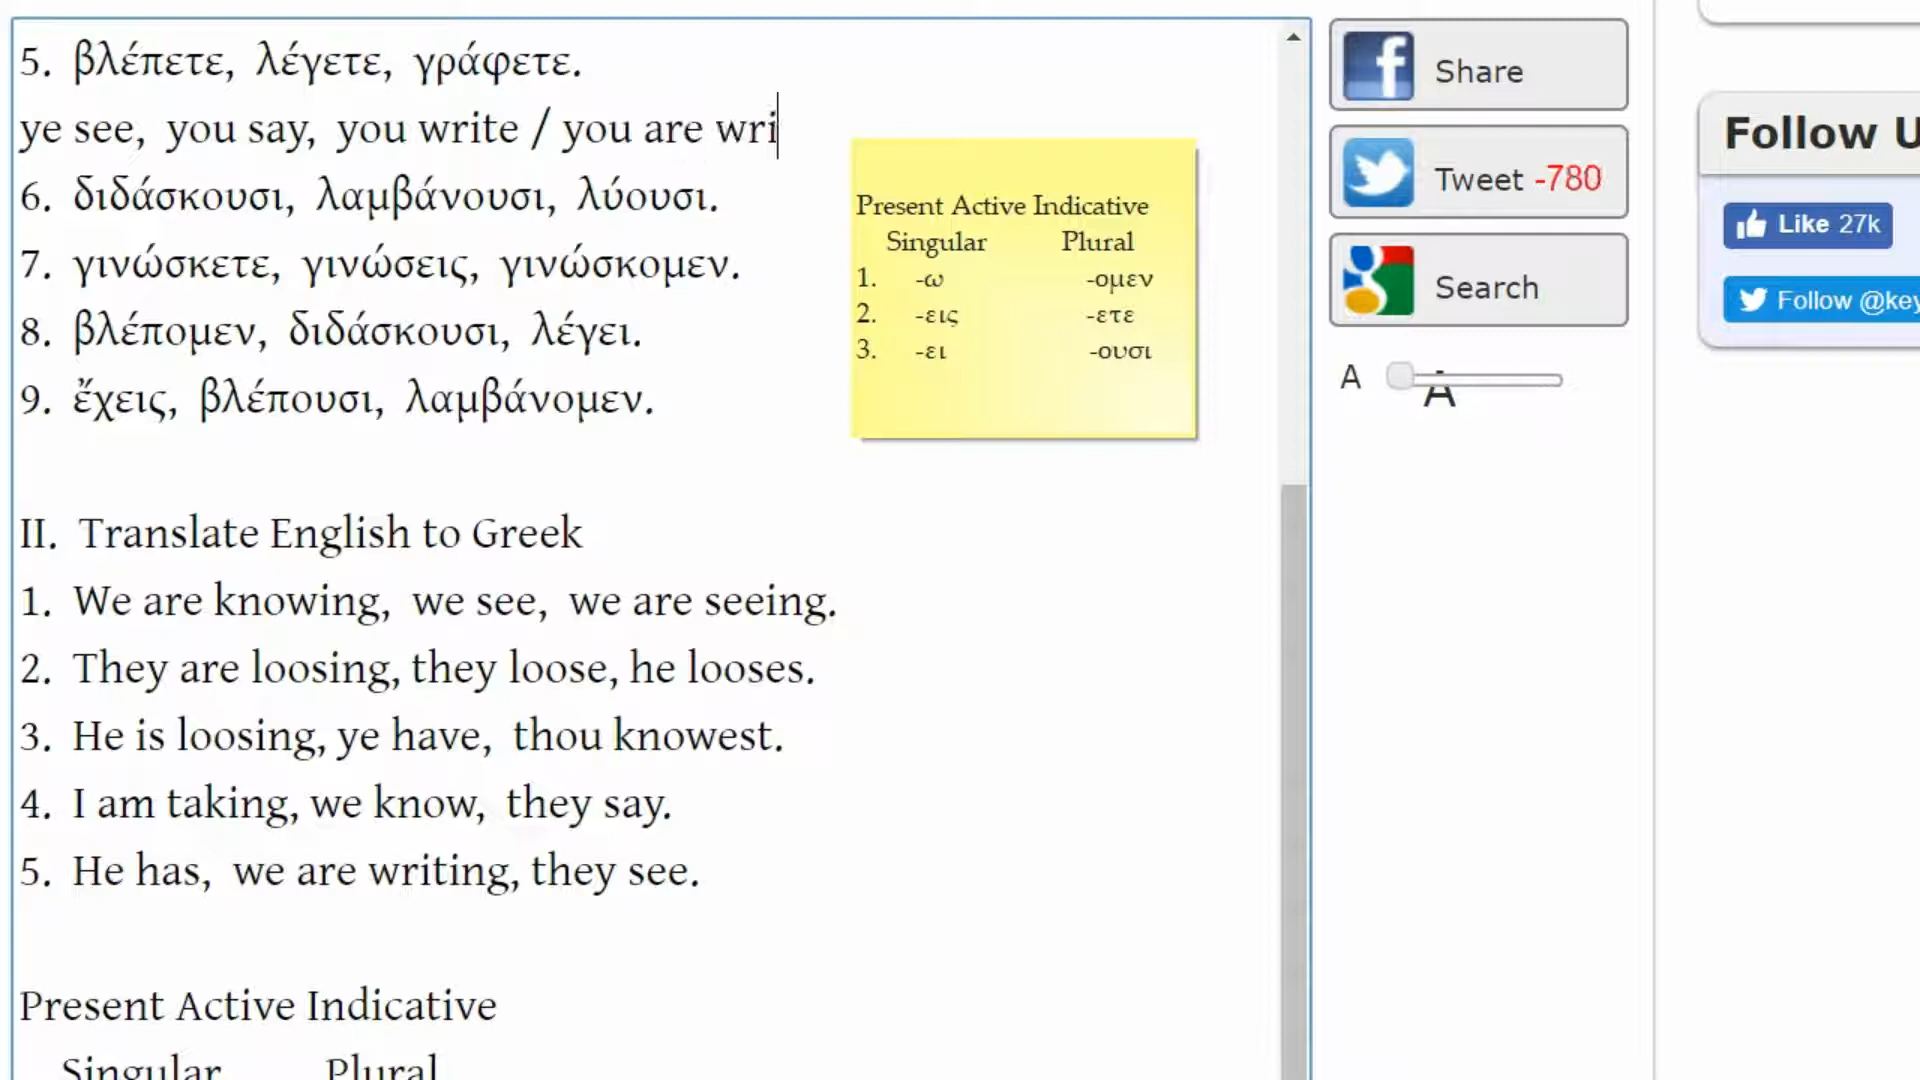 5. βλέπετε, λέγετε, γράφετε.
ye see, you say, you write / you are wri
6. διδάσκουσι, λαμβάνουσι, λύουσι.
7. γινώσκετε, γινώσεις, γινώσκομεν.
8. βλέπομεν, διδάσκουσι, λέγει.
9. ἔχεις, βλέπουσι, λαμβάνομεν.
II. Translate English to Greek
1. We are knowing, we see, we are seeing.
2. They are loosing, they loose, he looses.
3. He is loosing, ye have, thou knowest.
4. I am taking, we know, they say.
5. He has, we are writing, they see.
Present Active Indicative
Singular Plural
Present Active Indicative
Singular Plural
1. -ω -ομεν
2. -εις -ετε
3. -ει -ουσι
Share
Tweet -780
Search
A A
Follow U
Like 27k
Follow @key